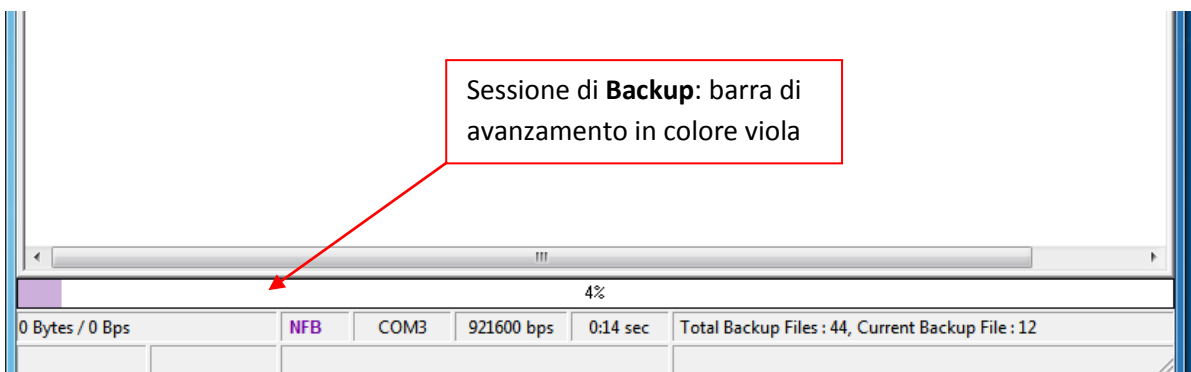 Sessione di Backup: barra di
avanzamento in colore viola
4%
0 Bytes / 0 Bps NFB COM3 921600 bps 0:14 sec Total Backup Files : 44, Current Backup File : 12